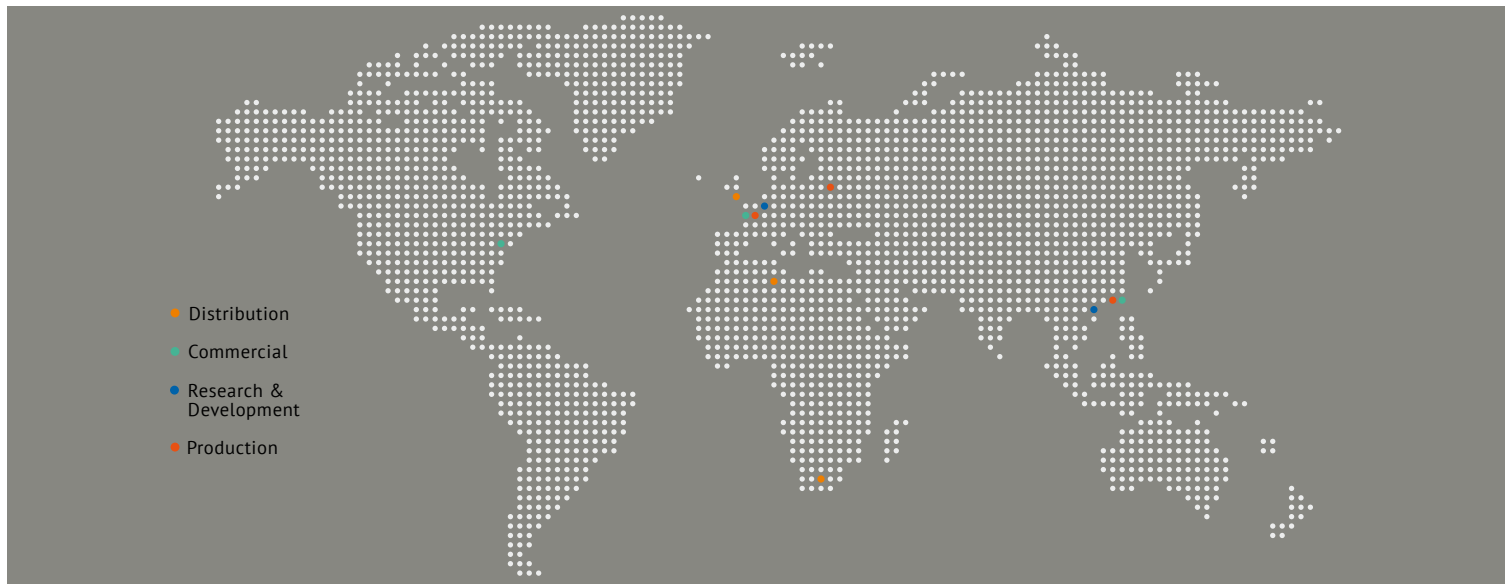 Distribution
Commercial
Research &
Development
Production